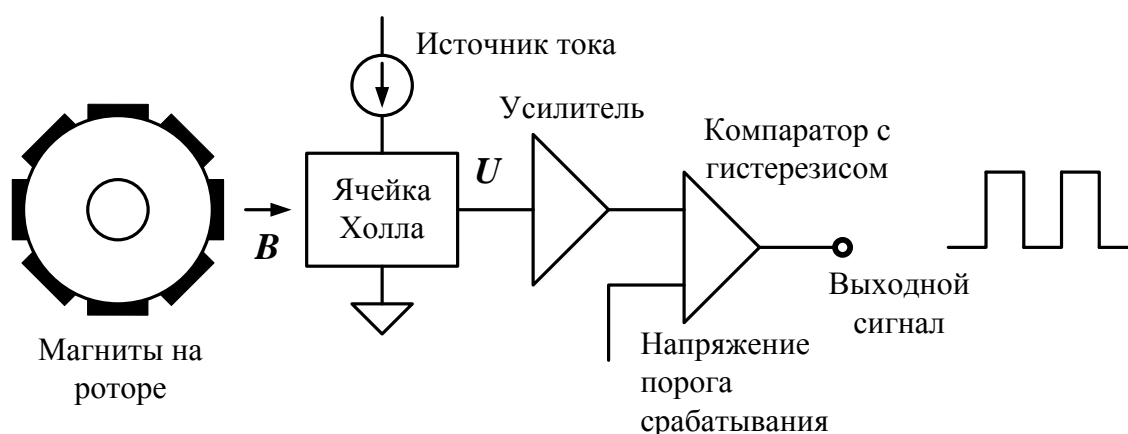 Источник тока
Усилитель
Компаратор с
гистерезисом
Ячейка
Холла
U
B
Выходной
сигнал
Магниты на
роторе
Напряжение
порога
срабатывания